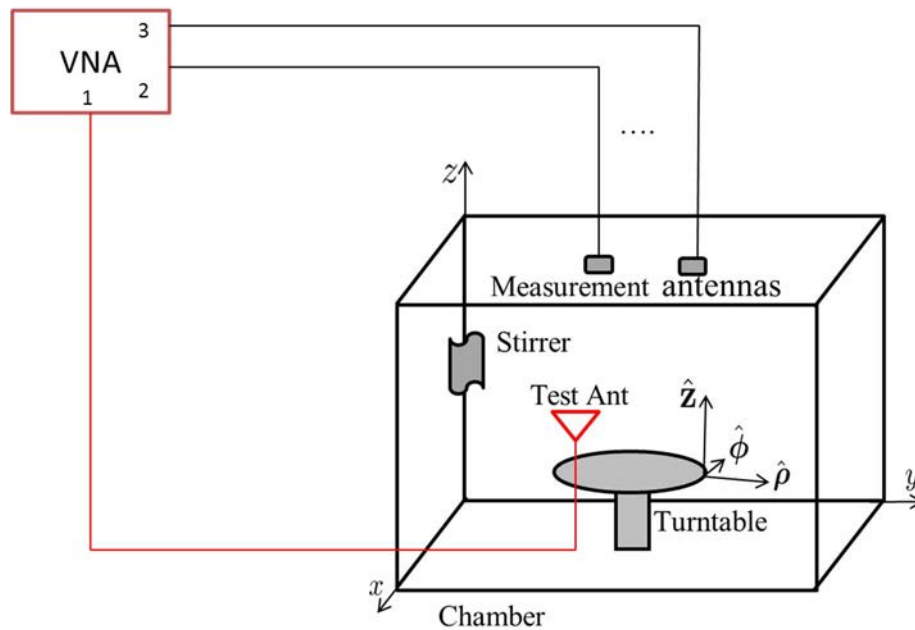 3
VNA
2
1
....
z
Measurement antennas
Stirrer
Test Ant
ẑ
ϕ̂
ρ̂
y
Turntable
x
Chamber